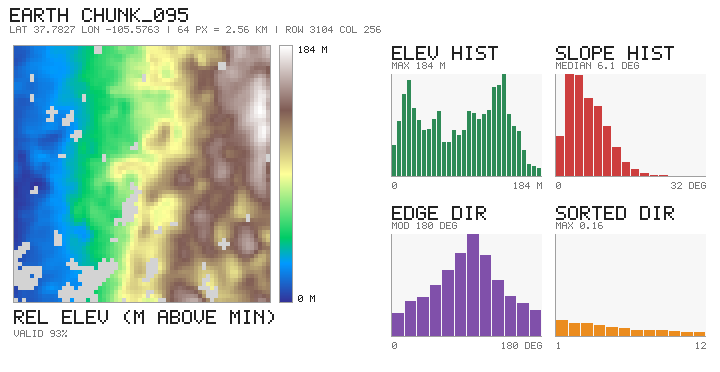 EARTH CHUNK_095
LAT 37.7827 LON -105.5763 | 64 PX = 2.56 KM | ROW 3104 COL 256
184 M
0 M
REL ELEV (M ABOVE MIN)
VALID 93%
ELEV HIST
MAX 184 M
0 184 M
SLOPE HIST
MEDIAN 6.1 DEG
0 32 DEG
EDGE DIR
MOD 180 DEG
0 180 DEG
SORTED DIR
MAX 0.16
1 12